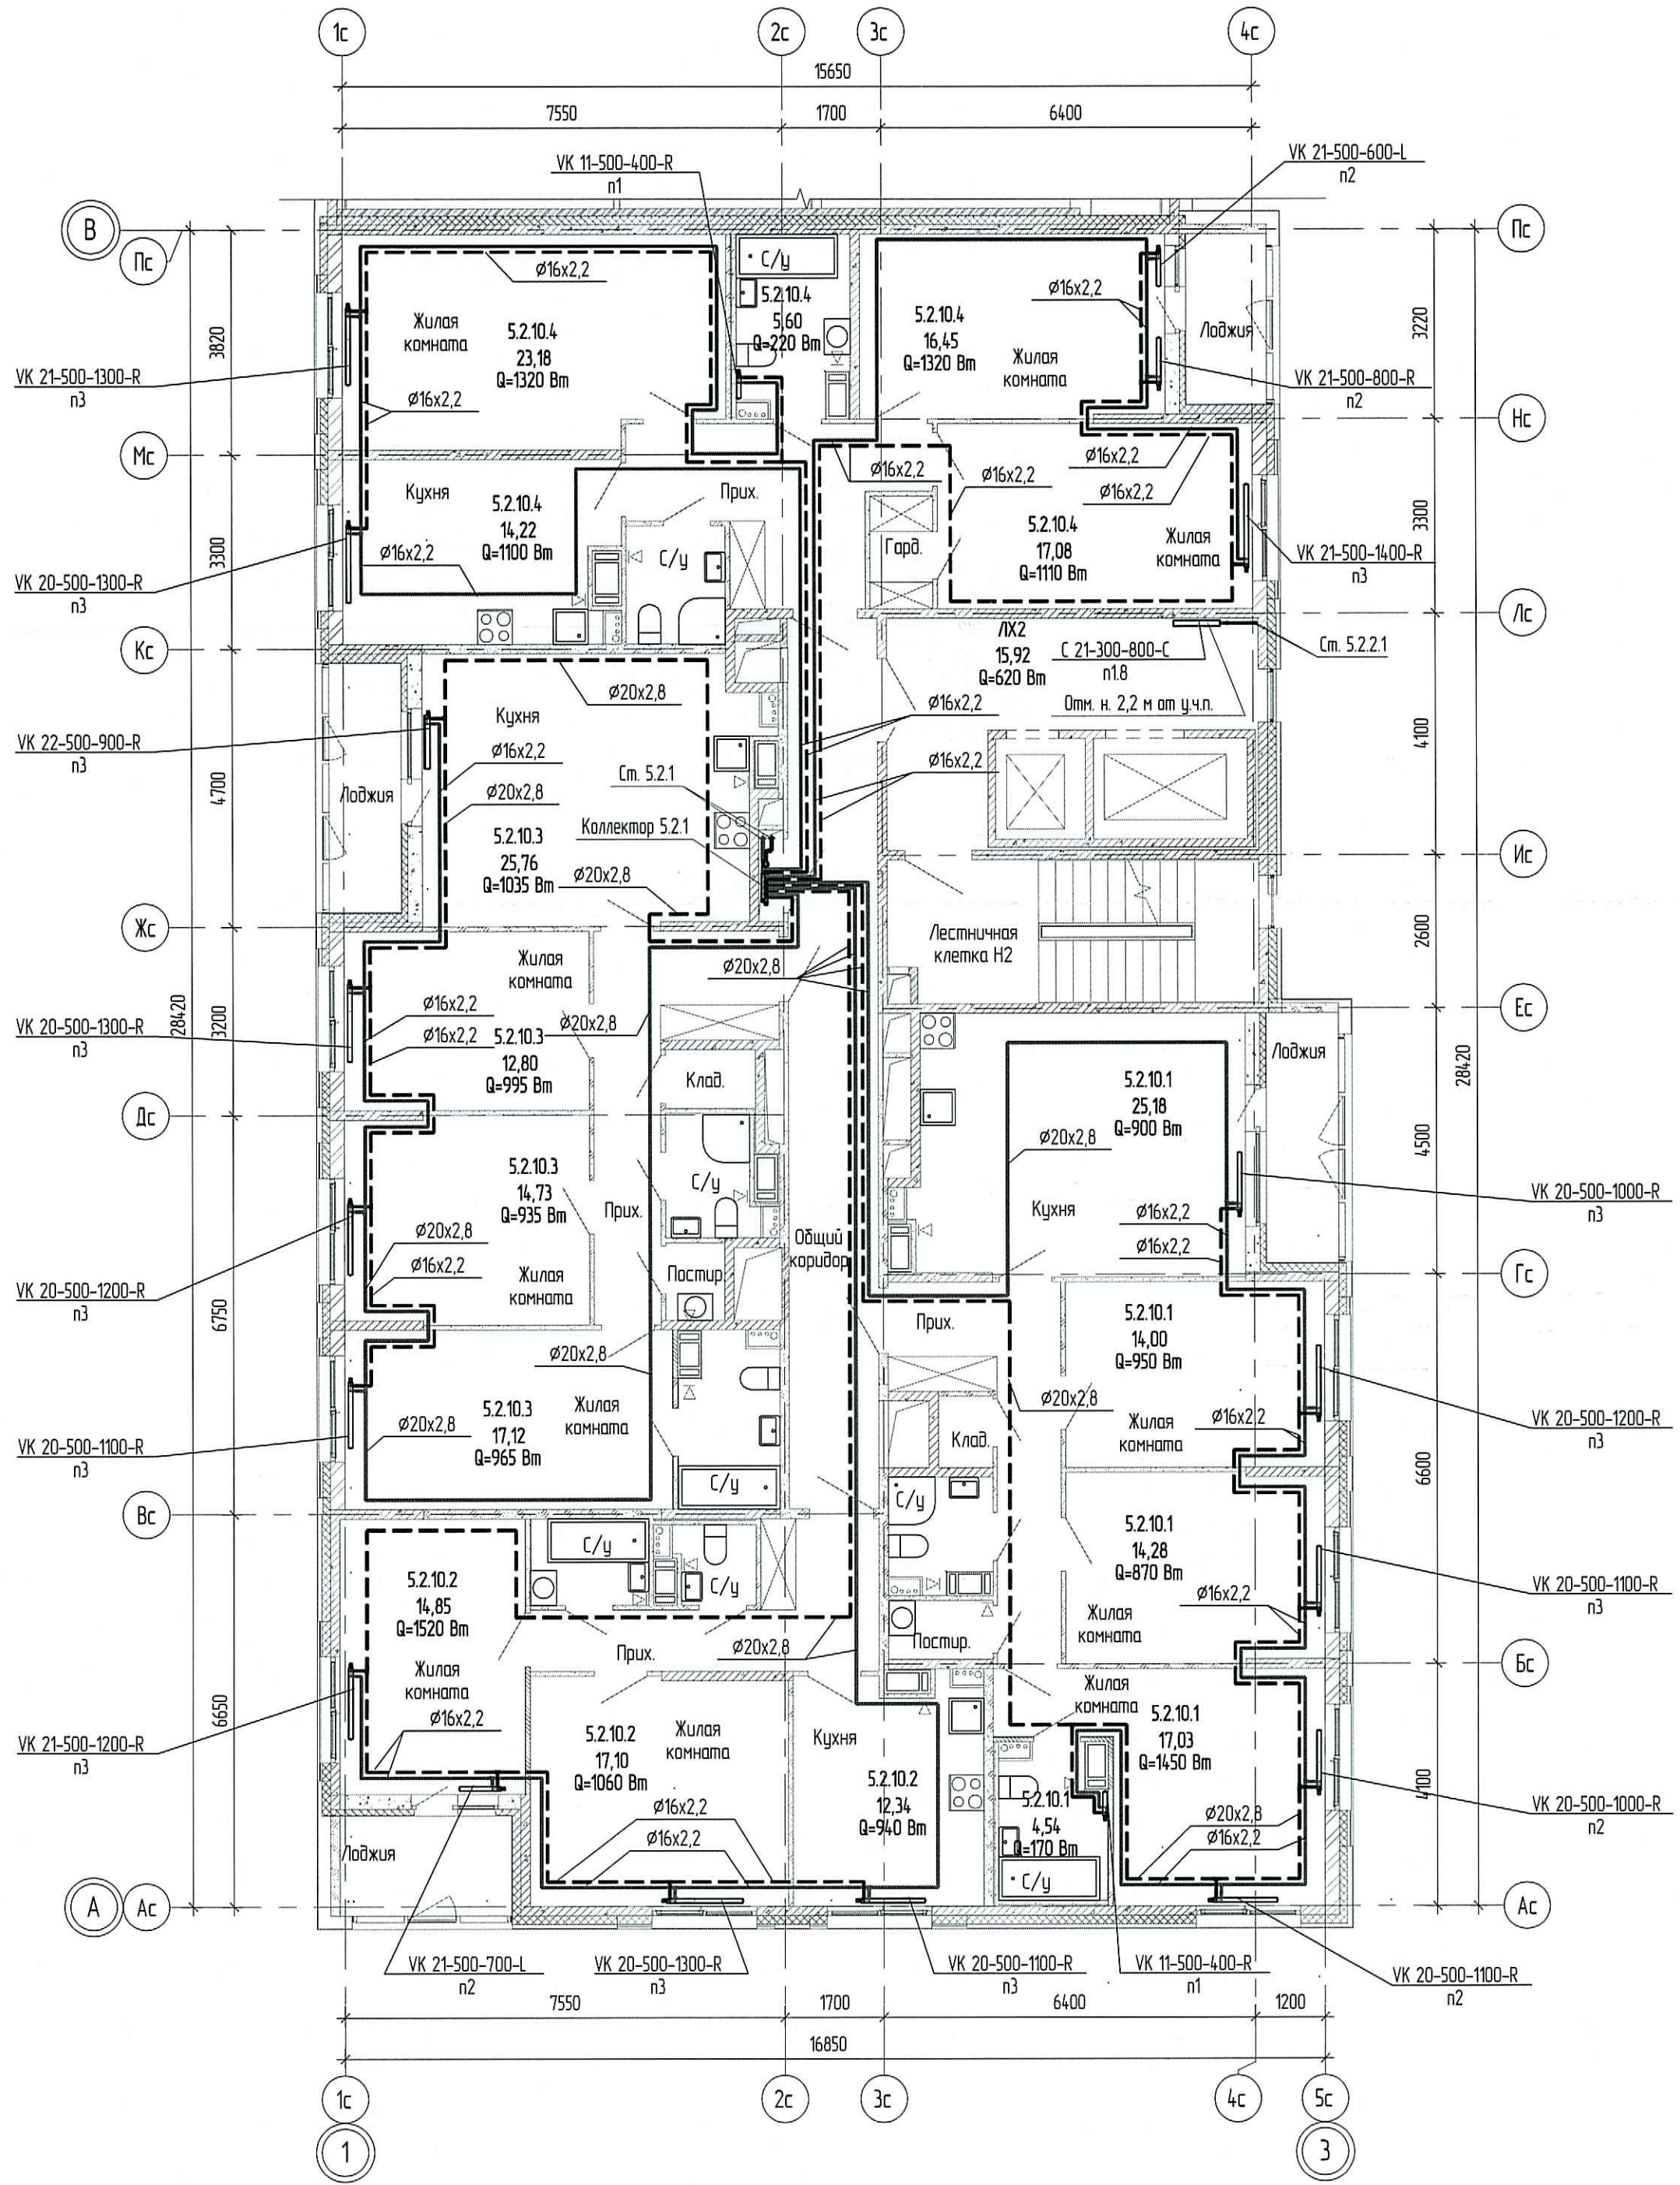 1с
2с
3с
4с
15650
7550
1700
6400
VK 11-500-400-R
п1
VK 21-500-600-L
п2
В
Пс
Пс
С/у
Ø16х2,2
5.2.10.4
5,60
Q=220 Вт
Ø16х2,2
Жилая
комната
5.2.10.4
23,18
Q=1320 Вт
5.2.10.4
16,45
Q=1320 Вт
Жилая
комната
Лоджия
3820
3220
VK 21-500-1300-R
п3
VK 21-500-800-R
п2
Ø16х2,2
Нс
Мс
Ø16х2,2
Ø16х2,2
Ø16х2,2
Ø16х2,2
Кухня
5.2.10.4
14,22
Q=1100 Вт
Прих.
5.2.10.4
17,08
Q=1110 Вт
Жилая
комната
3300
3300
Гард.
Ø16х2,2
С/у
VK 20-500-1300-R
п3
VK 21-500-1400-R
п3
Лс
Кс
ЛХ2
15,92
Q=620 Вт
С 21-300-800-С
п1.8
Ст. 5.2.2.1
Отм. н. 2,2 м от у.ч.п.
Ø20х2,8
Кухня
Ø16х2,2
VK 22-500-900-R
п3
Ø16х2,2
Ø16х2,2
4100
4700
Лоджия
Ø20х2,8
Ст. 5.2.1
Коллектор 5.2.1
5.2.10.3
25,76
Q=1035 Вт
Ø20х2,8
Ис
Жс
Лестничная
клетка Н2
2600
Жилая
комната
Ø20х2,8
28420
3200
Ø16х2,2
Ø16х2,2
5.2.10.3
12,80
Q=995 Вт
Ø20х2,8
VK 20-500-1300-R
п3
Ес
Лоджия
28420
Клад.
5.2.10.1
25,18
Q=900 Вт
Дс
Ø20х2,8
4500
5.2.10.3
14,73
Q=935 Вт
С/у
Прих.
Кухня
VK 20-500-1000-R
п3
Ø20х2,8
Ø16х2,2
Ø16х2,2
Ø16х2,2
Общий
коридор
Жилая
комната
Постир.
VK 20-500-1200-R
п3
Гс
6750
Прих.
5.2.10.1
14,00
Q=950 Вт
Ø20х2,8
Ø20х2,8
5.2.10.3
17,12
Q=965 Вт
Жилая
комната
Ø20х2,8
Клад.
Жилая
комната
Ø16х2,2
VK 20-500-1100-R
п3
VK 20-500-1200-R
п3
6600
С/у
С/у
Вс
5.2.10.1
14,28
Q=870 Вт
Ø16х2,2
С/у
С/у
5.2.10.2
14,85
Q=1520 Вт
VK 20-500-1100-R
п3
Жилая
комната
Постир.
Прих.
Ø20х2,8
Бс
Жилая
комната
Ø16х2,2
6650
VK 21-500-1200-R
п3
5.2.10.2
17,10
Q=1060 Вт
Жилая
комната
Кухня
Жилая
комната
5.2.10.1
17,03
Q=1450 Вт
5.2.10.2
12,34
Q=940 Вт
5.2.10.1
4,54
Q=170 Вт
4100
VK 20-500-1000-R
п2
Ø16х2,2
Ø16х2,2
Ø20х2,8
Ø16х2,2
Лоджия
С/у
А
Ас
Ас
VK 21-500-700-L
п2
VK 20-500-1300-R
п3
VK 20-500-1100-R
п3
VK 11-500-400-R
п1
VK 20-500-1100-R
п2
7550
1700
6400
1200
16850
1с
2с
3с
4с
5с
1
3